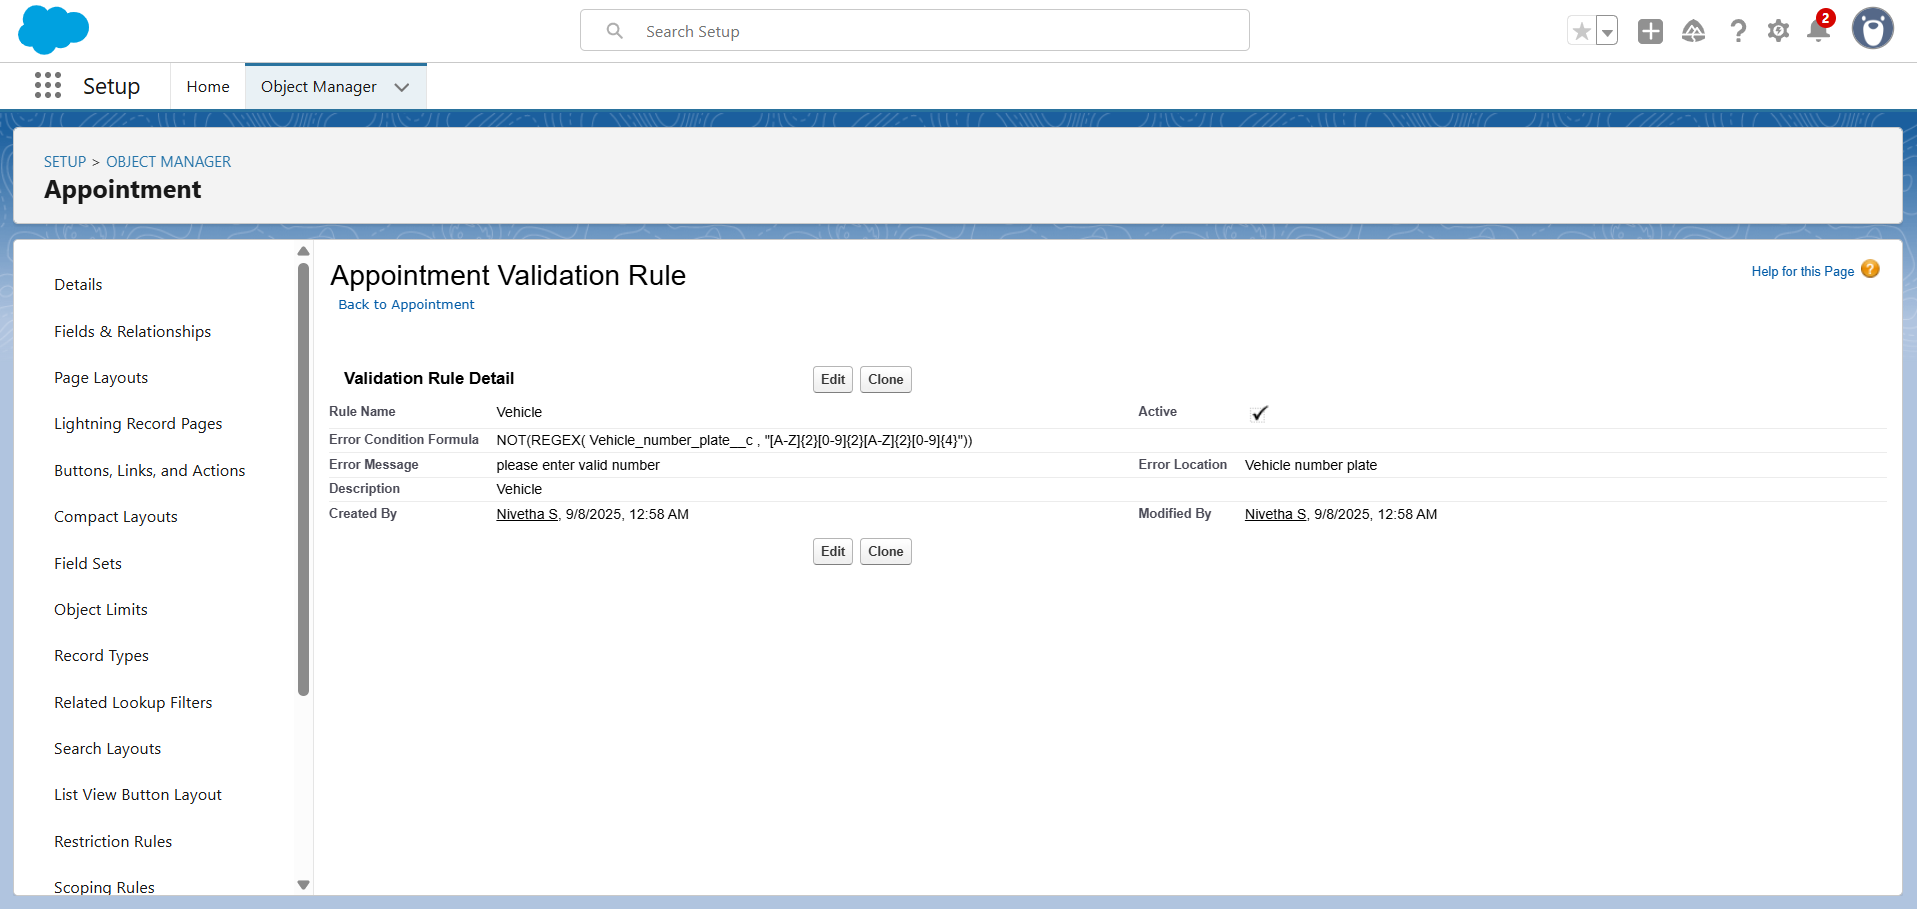 Search Setup
2
Setup
Home
Object Manager
SETUP > OBJECT MANAGER
Appointment
Details
Fields & Relationships
Page Layouts
Lightning Record Pages
Buttons, Links, and Actions
Compact Layouts
Field Sets
Object Limits
Record Types
Related Lookup Filters
Search Layouts
List View Button Layout
Restriction Rules
Scoping Rules
Appointment Validation Rule
Help for this Page ?
Back to Appointment
Validation Rule Detail
Edit Clone
Rule Name Vehicle Active
Error Condition Formula NOT(REGEX( Vehicle_number_plate__c , "[A-Z]{2}[0-9]{2}[A-Z]{2}[0-9]{4}"))
Error Message please enter valid number Error Location Vehicle number plate
Description Vehicle
Created By Nivetha S, 9/8/2025, 12:58 AM Modified By Nivetha S, 9/8/2025, 12:58 AM
Edit Clone